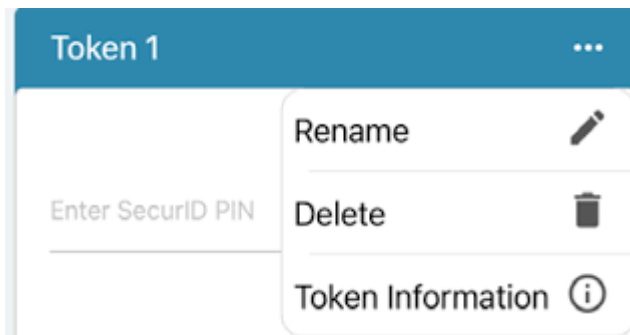 Token 1
Rename
Enter SecurID PIN
Delete
Token Information